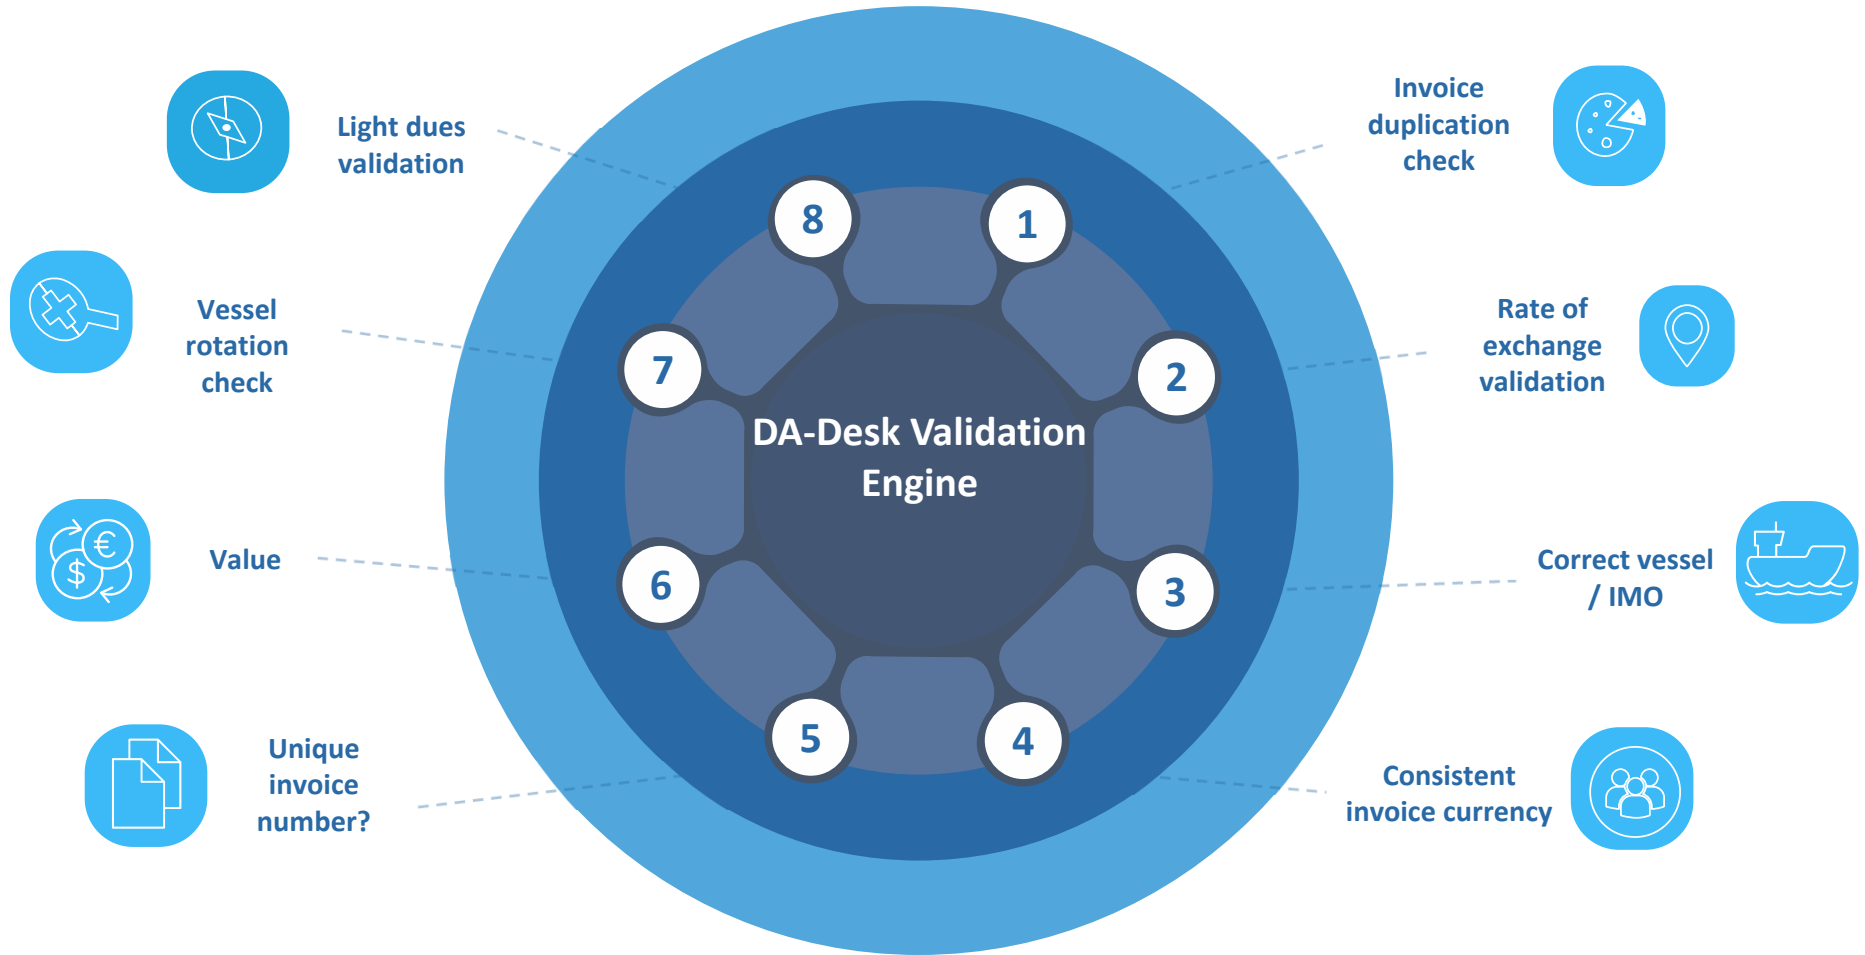 DA-Desk Validation
Engine
1
Invoice
duplication
check
2
Rate of
exchange
validation
3
Correct vessel
/ IMO
4
Consistent
invoice currency
5
Unique
invoice
number?
6
Value
€
$
7
Vessel
rotation
check
8
Light dues
validation